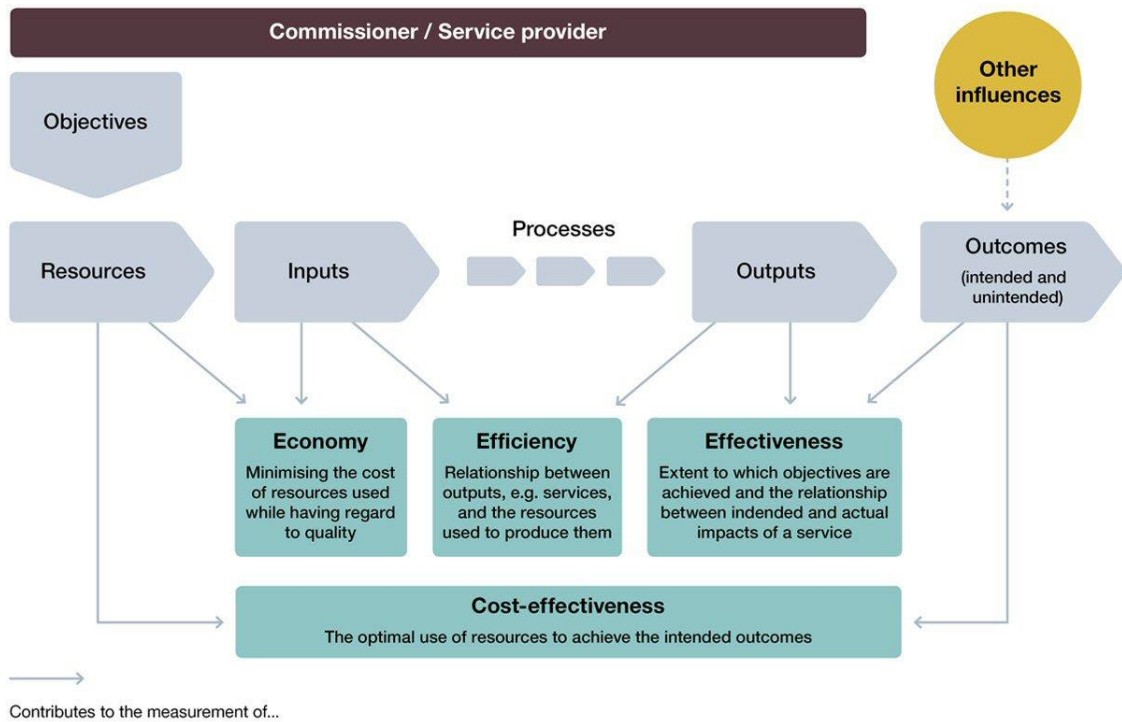 Commissioner / Service provider
Other
influences
Objectives
Resources
Inputs
Processes
Outputs
Outcomes
(intended and
unintended)
Economy
Minimising the cost
of resources used
while having regard
to quality
Efficiency
Relationship between
outputs, e.g. services,
and the resources
used to produce them
Effectiveness
Extent to which objectives are
achieved and the relationship
between indended and actual
impacts of a service
Cost-effectiveness
The optimal use of resources to achieve the intended outcomes
Contributes to the measurement of...